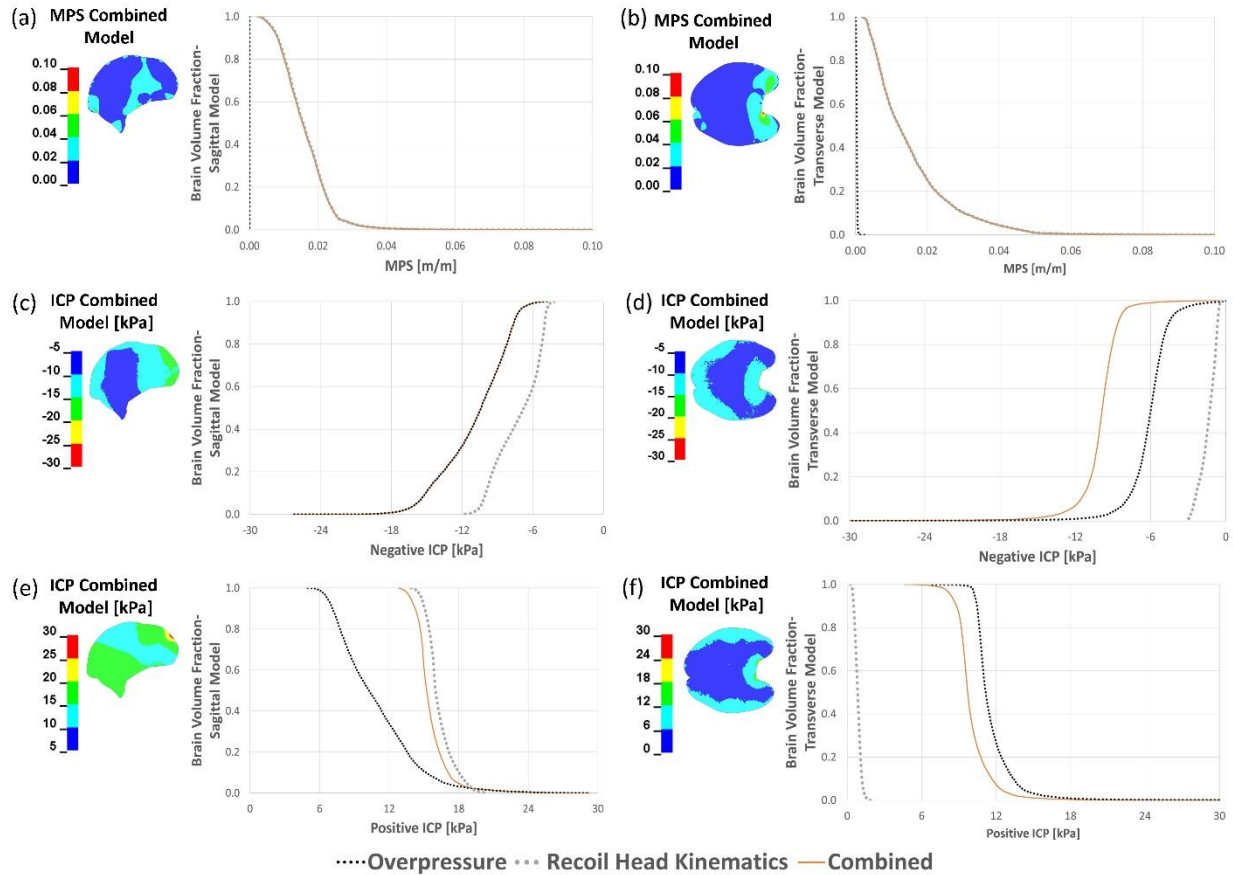 (a)
MPS Combined
Model
0.10
0.08
0.06
0.04
0.02
0.00
Brain Volume Fraction-
Sagittal Model
1.0
0.8
0.6
0.4
0.2
0.0
0.00 0.02 0.04 0.06 0.08 0.10
MPS [m/m]
(b)
MPS Combined
Model
0.10
0.08
0.06
0.04
0.02
0.00
Brain Volume Fraction-
Transverse Model
1.0
0.8
0.6
0.4
0.2
0.0
0.00 0.02 0.04 0.06 0.08 0.10
MPS [m/m]
(c)
ICP Combined
Model [kPa]
-5
-10
-15
-20
-25
-30
Brain Volume Fraction-
Sagittal Model
1.0
0.8
0.6
0.4
0.2
0.0
-30 -24 -18 -12 -6 0
Negative ICP [kPa]
(d)
ICP Combined
Model [kPa]
-5
-10
-15
-20
-25
-30
Brain Volume Fraction-
Transverse Model
1.0
0.8
0.6
0.4
0.2
0.0
-30 -24 -18 -12 -6 0
Negative ICP [kPa]
(e)
ICP Combined
Model [kPa]
30
25
20
15
10
5
Brain Volume Fraction-
Sagittal Model
1.0
0.8
0.6
0.4
0.2
0.0
0 6 12 18 24 30
Positive ICP [kPa]
(f)
ICP Combined
Model [kPa]
30
24
18
12
6
0
Brain Volume Fraction-
Transverse Model
1.0
0.8
0.6
0.4
0.2
0.0
0 6 12 18 24 30
Positive ICP [kPa]
Overpressure Recoil Head Kinematics Combined